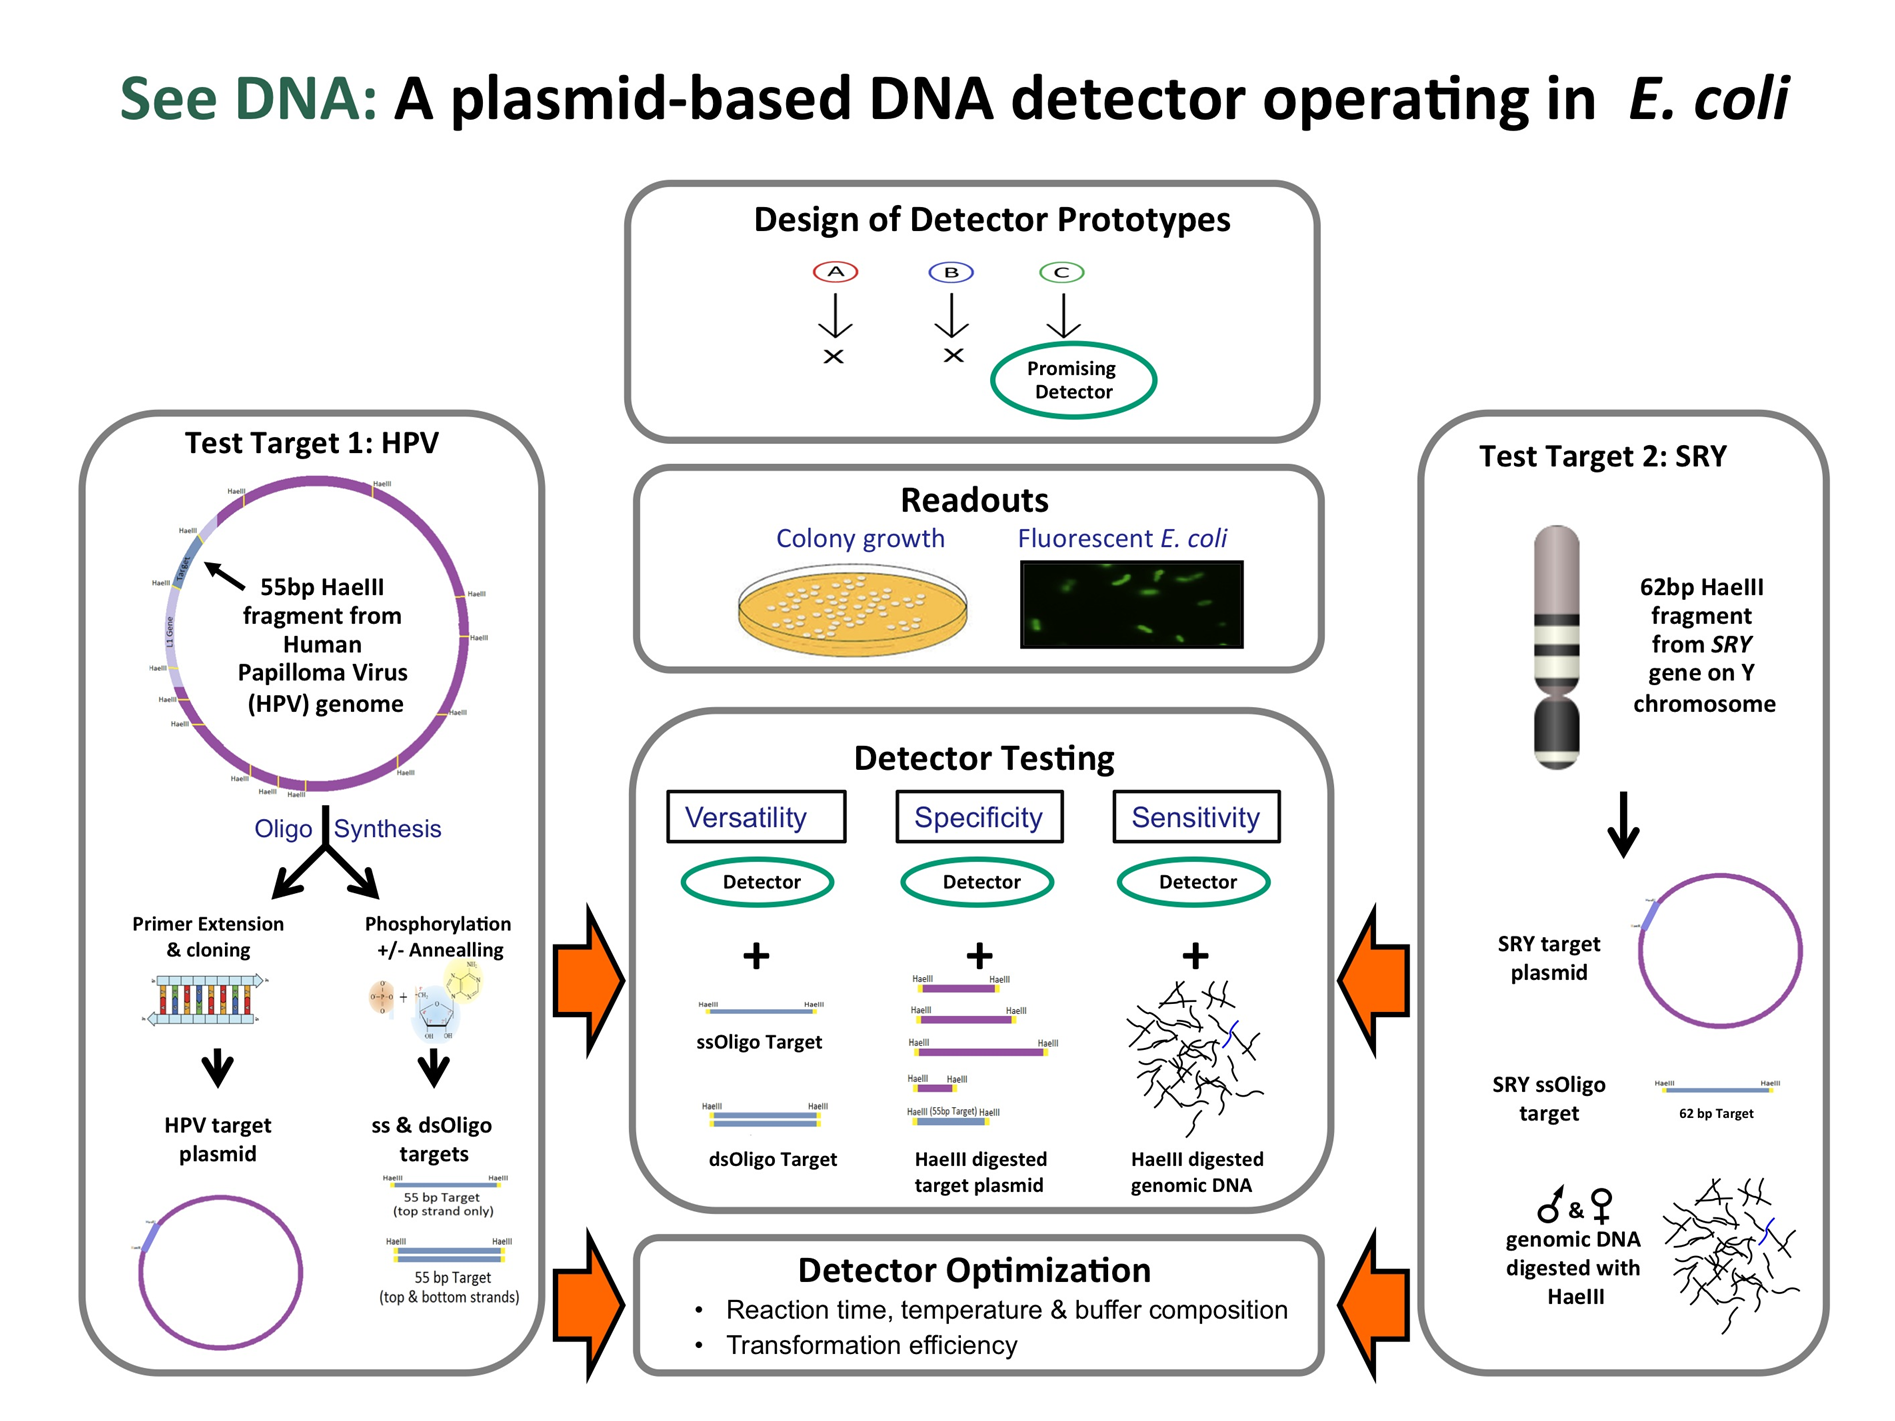 See DNA: A plasmid-based DNA detector operating in E. coli
Design of Detector Prototypes
A
B
C
X
X
Promising
Detector
Readouts
Colony growth
Fluorescent E. coli
Test Target 1: HPV
HaeIII
HaeIII
HaeIII
Target
HaeIII
L1 Gene
HaeIII
HaeIII
HaeIII
HaeIII
HaeIII
HaeIII
HaeIII
HaeIII
HaeIII
HaeIII
55bp HaeIII
fragment from
Human
Papilloma Virus
(HPV) genome
Oligo Synthesis
Primer Extension
& cloning
Phosphorylation
+/- Annealling
HPV target
plasmid
HaeIII
HaeIII
ss & dsOligo
targets
HaeIII HaeIII
55 bp Target
(top strand only)
HaeIII HaeIII
55 bp Target
(top & bottom strands)
Detector Testing
Versatility
Specificity
Sensitivity
Detector
Detector
Detector
+
+
+
HaeIII HaeIII
ssOligo Target
HaeIII HaeIII
dsOligo Target
HaeIII HaeIII
HaeIII HaeIII
HaeIII HaeIII
HaeIII HaeIII
HaeIII (55bp Target) HaeIII
HaeIII digested
target plasmid
HaeIII digested
genomic DNA
Detector Optimization
• Reaction time, temperature & buffer composition
• Transformation efficiency
Test Target 2: SRY
62bp HaeIII
fragment
from SRY
gene on Y
chromosome
SRY target
plasmid
HaeIII
HaeIII
SRY ssOligo
target
HaeIII HaeIII
62 bp Target
♂ & ♀
genomic DNA
digested with
HaeIII